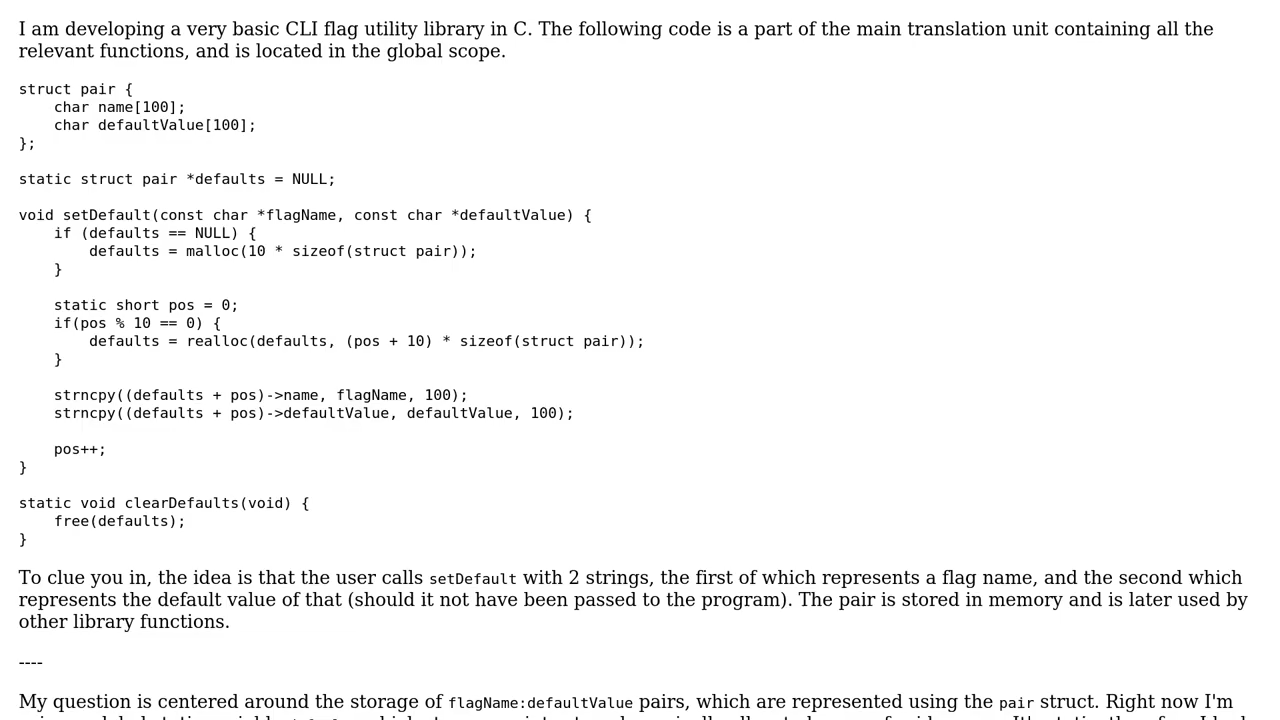 I am developing a very basic CLI flag utility library in C. The following code is a part of the main translation unit containing all the
relevant functions, and is located in the global scope.
struct pair {
    char name[100];
    char defaultValue[100];
};
static struct pair *defaults = NULL;
void setDefault(const char *flagName, const char *defaultValue) {
    if (defaults == NULL) {
        defaults = malloc(10 * sizeof(struct pair));
    }
    static short pos = 0;
    if(pos % 10 == 0) {
        defaults = realloc(defaults, (pos + 10) * sizeof(struct pair));
    }
    strncpy((defaults + pos)->name, flagName, 100);
    strncpy((defaults + pos)->defaultValue, defaultValue, 100);
    pos++;
}
static void clearDefaults(void) {
    free(defaults);
}
To clue you in, the idea is that the user calls setDefault with 2 strings, the first of which represents a flag name, and the second which
represents the default value of that (should it not have been passed to the program). The pair is stored in memory and is later used by
other library functions.
----
My question is centered around the storage of flagName:defaultValue pairs, which are represented using the pair struct. Right now I'm